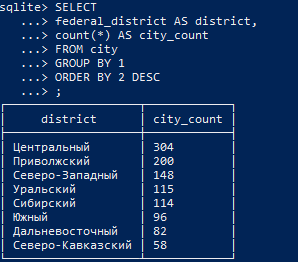 sqlite> SELECT
...> federal_district AS district,
...> count(*) AS city_count
...> FROM city
...> GROUP BY 1
...> ORDER BY 2 DESC
...> ;
district city_count
Центральный 304
Приволжский 200
Северо-Западный 148
Уральский 115
Сибирский 114
Южный 96
Дальневосточный 82
Северо-Кавказский 58